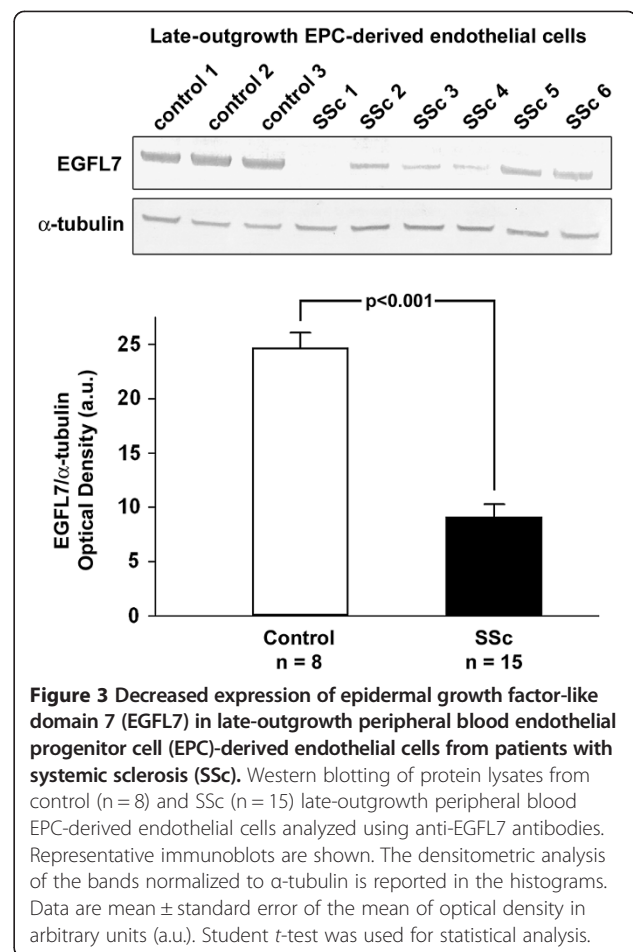 Late-outgrowth EPC-derived endothelial cells
control 1 control 2 control 3 SSc 1 SSc 2 SSc 3 SSc 4 SSc 5 SSc 6
EGFL7
α-tubulin
p<0.001
EGFL7/α-tubulin
Optical Density (a.u.)
25
20
15
10
5
0
Control SSc
n = 8 n = 15
Figure 3 Decreased expression of epidermal growth factor-like
domain 7 (EGFL7) in late-outgrowth peripheral blood endothelial
progenitor cell (EPC)-derived endothelial cells from patients with
systemic sclerosis (SSc). Western blotting of protein lysates from
control (n = 8) and SSc (n = 15) late-outgrowth peripheral blood
EPC-derived endothelial cells analyzed using anti-EGFL7 antibodies.
Representative immunoblots are shown. The densitometric analysis
of the bands normalized to α-tubulin is reported in the histograms.
Data are mean ± standard error of the mean of optical density in
arbitrary units (a.u.). Student t-test was used for statistical analysis.